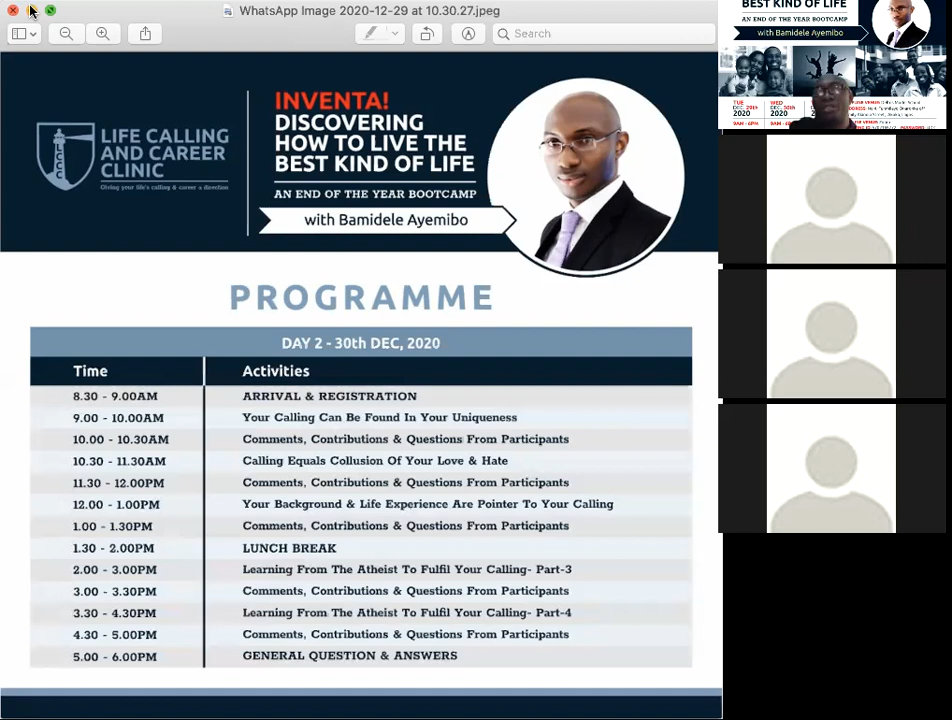 WhatsApp Image 2020-12-29 at 10.30.27.jpeg
Search
LIFE CALLING
AND CAREER
CLINIC
Giving your life's calling & career a direction
LCCC
INVENTA!
DISCOVERING
HOW TO LIVE THE
BEST KIND OF LIFE
AN END OF THE YEAR BOOTCAMP
with Bamidele Ayemibo
PROGRAMME
DAY 2 - 30th DEC, 2020
Time Activities
8.30 - 9.00AM ARRIVAL & REGISTRATION
9.00 - 10.00AM Your Calling Can Be Found In Your Uniqueness
10.00 - 10.30AM Comments, Contributions & Questions From Participants
10.30 - 11.30AM Calling Equals Collusion Of Your Love & Hate
11.30 - 12.00PM Comments, Contributions & Questions From Participants
12.00 - 1.00PM Your Background & Life Experience Are Pointer To Your Calling
1.00 - 1.30PM Comments, Contributions & Questions From Participants
1.30 - 2.00PM LUNCH BREAK
2.00 - 3.00PM Learning From The Atheist To Fulfil Your Calling- Part-3
3.00 - 3.30PM Comments, Contributions & Questions From Participants
3.30 - 4.30PM Learning From The Atheist To Fulfil Your Calling- Part-4
4.30 - 5.00PM Comments, Contributions & Questions From Participants
5.00 - 6.00PM GENERAL QUESTION & ANSWERS
BEST KIND OF LIFE
AN END OF THE YEAR BOOTCAMP
with Bamidele Ayemibo
TUE WED
DEC. 29th DEC. 30th
2020 2020
9AM - 6PM